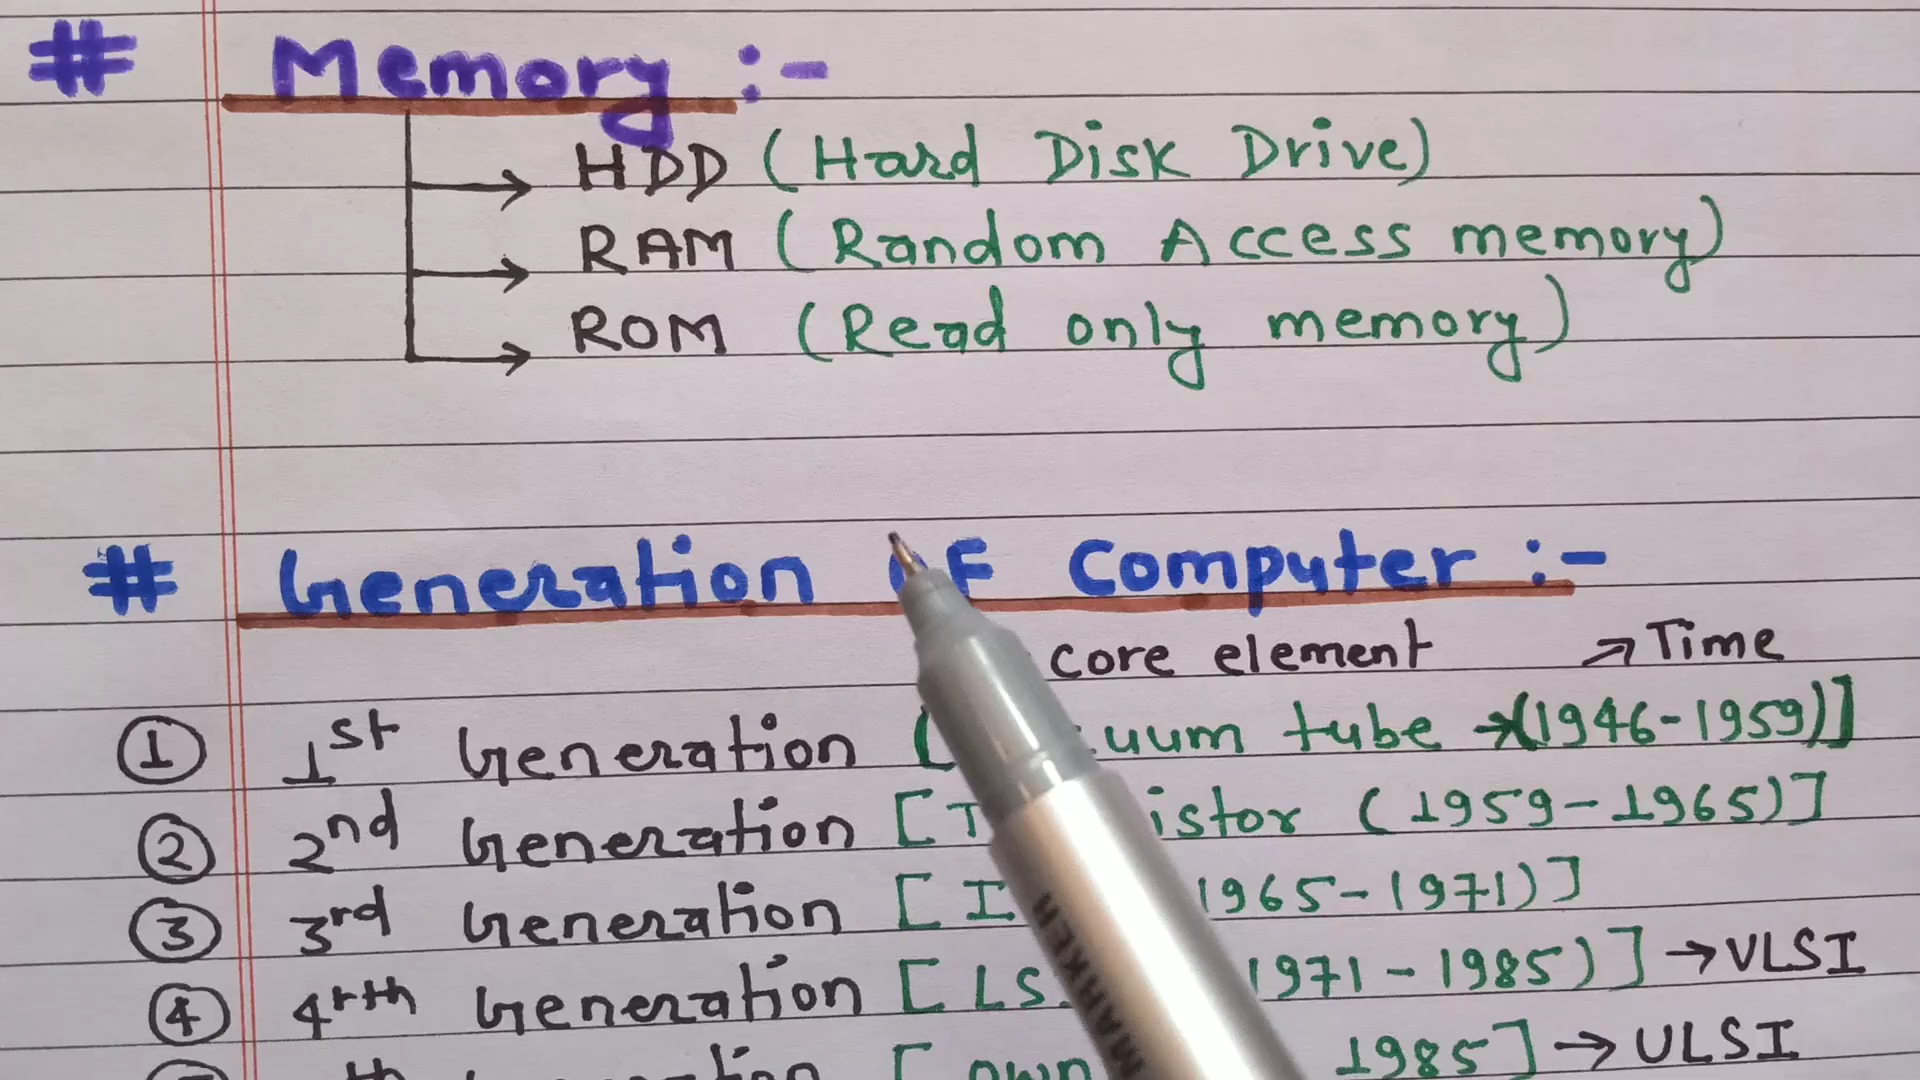 # Memory :-
→ HDD (Hard Disk Drive)
→ RAM (Random Access memory)
→ ROM (Read only memory)
# Generation OF Computer :-
core element → Time
① 1st Generation ( uum tube →(1946-1959)]
② 2nd Generation [T istor (1959-1965)]
③ 3rd Generation [I 1965-1971)]
④ 4rth Generation [LS 1971-1985)] → VLSI
th [ 1985] → ULSI
MARKER